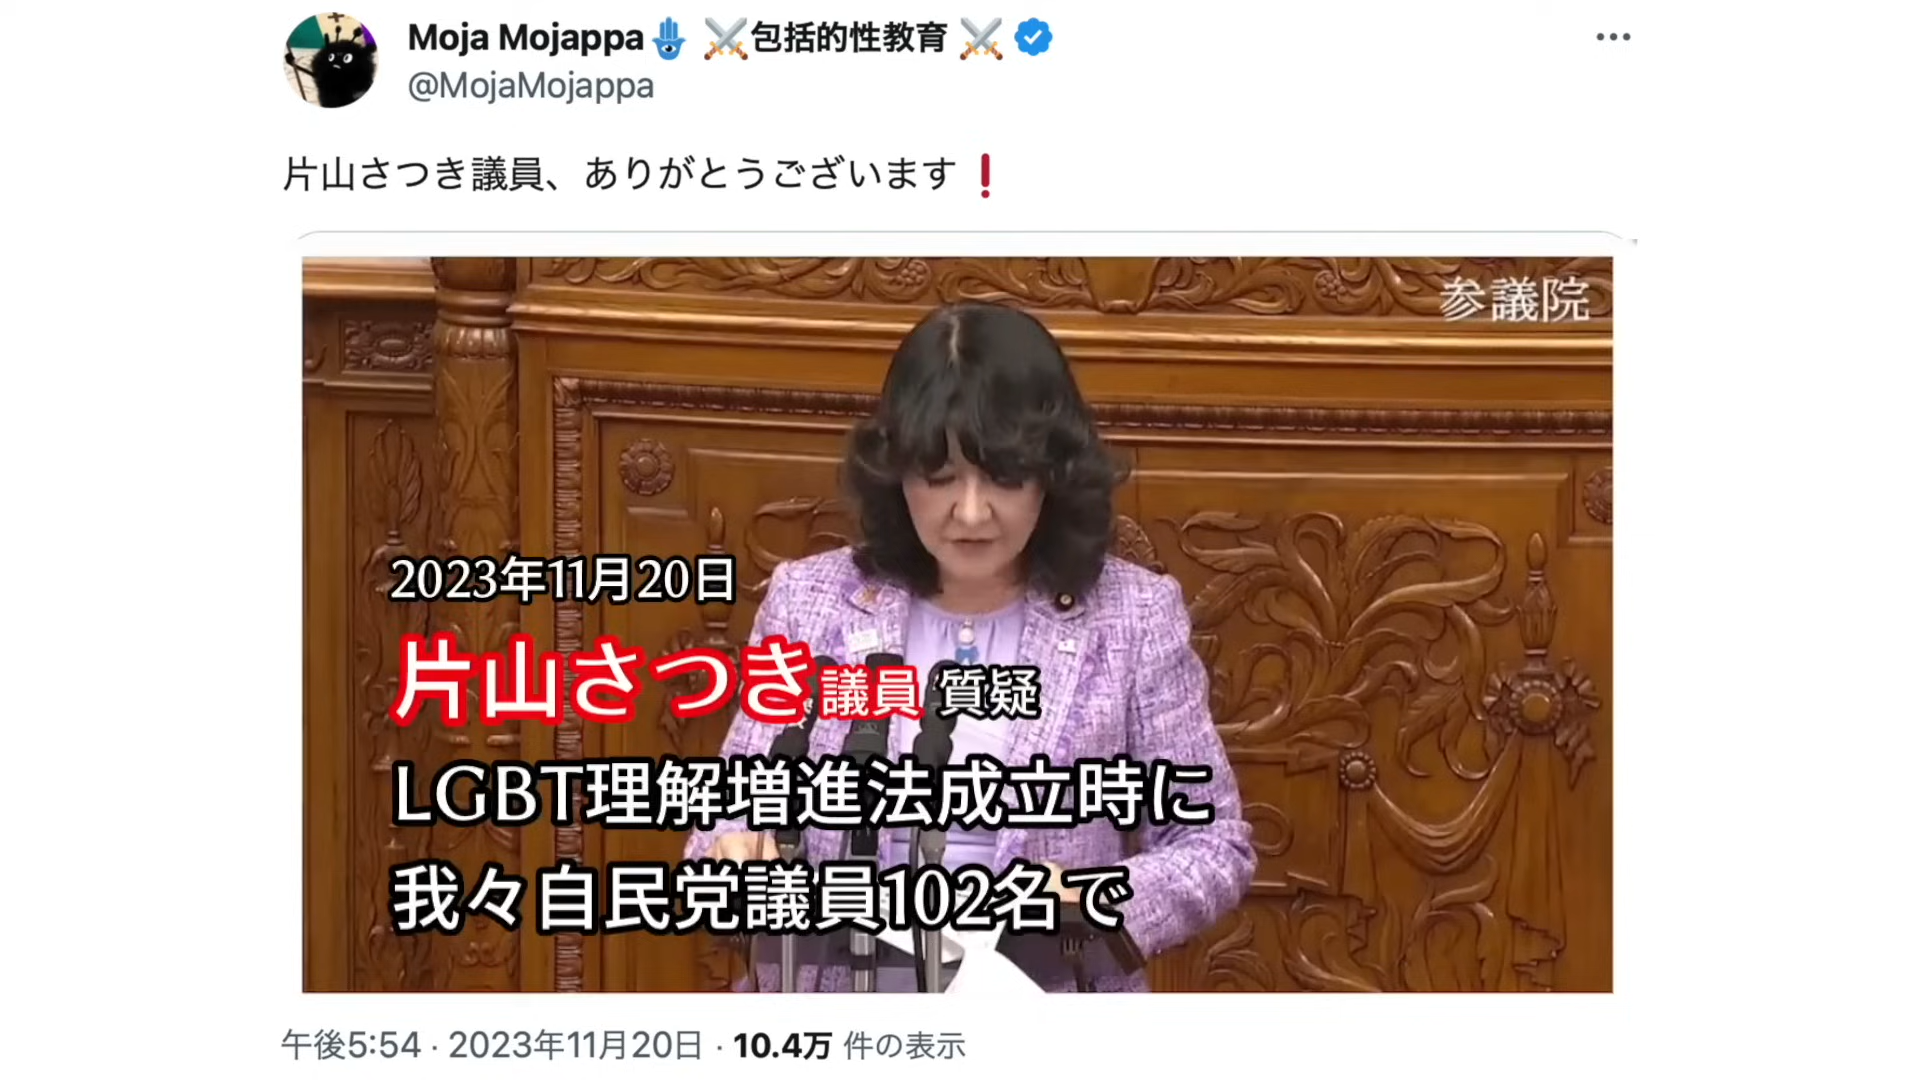 Moja Mojappa🪬 ⚔️包括的性教育 ⚔️
@MojaMojappa
片山さつき議員、ありがとうございます❗
参議院
2023年11月20日
片山さつき議員 質疑
LGBT理解増進法成立時に
我々自民党議員102名で
午後5:54 · 2023年11月20日 · 10.4万 件の表示